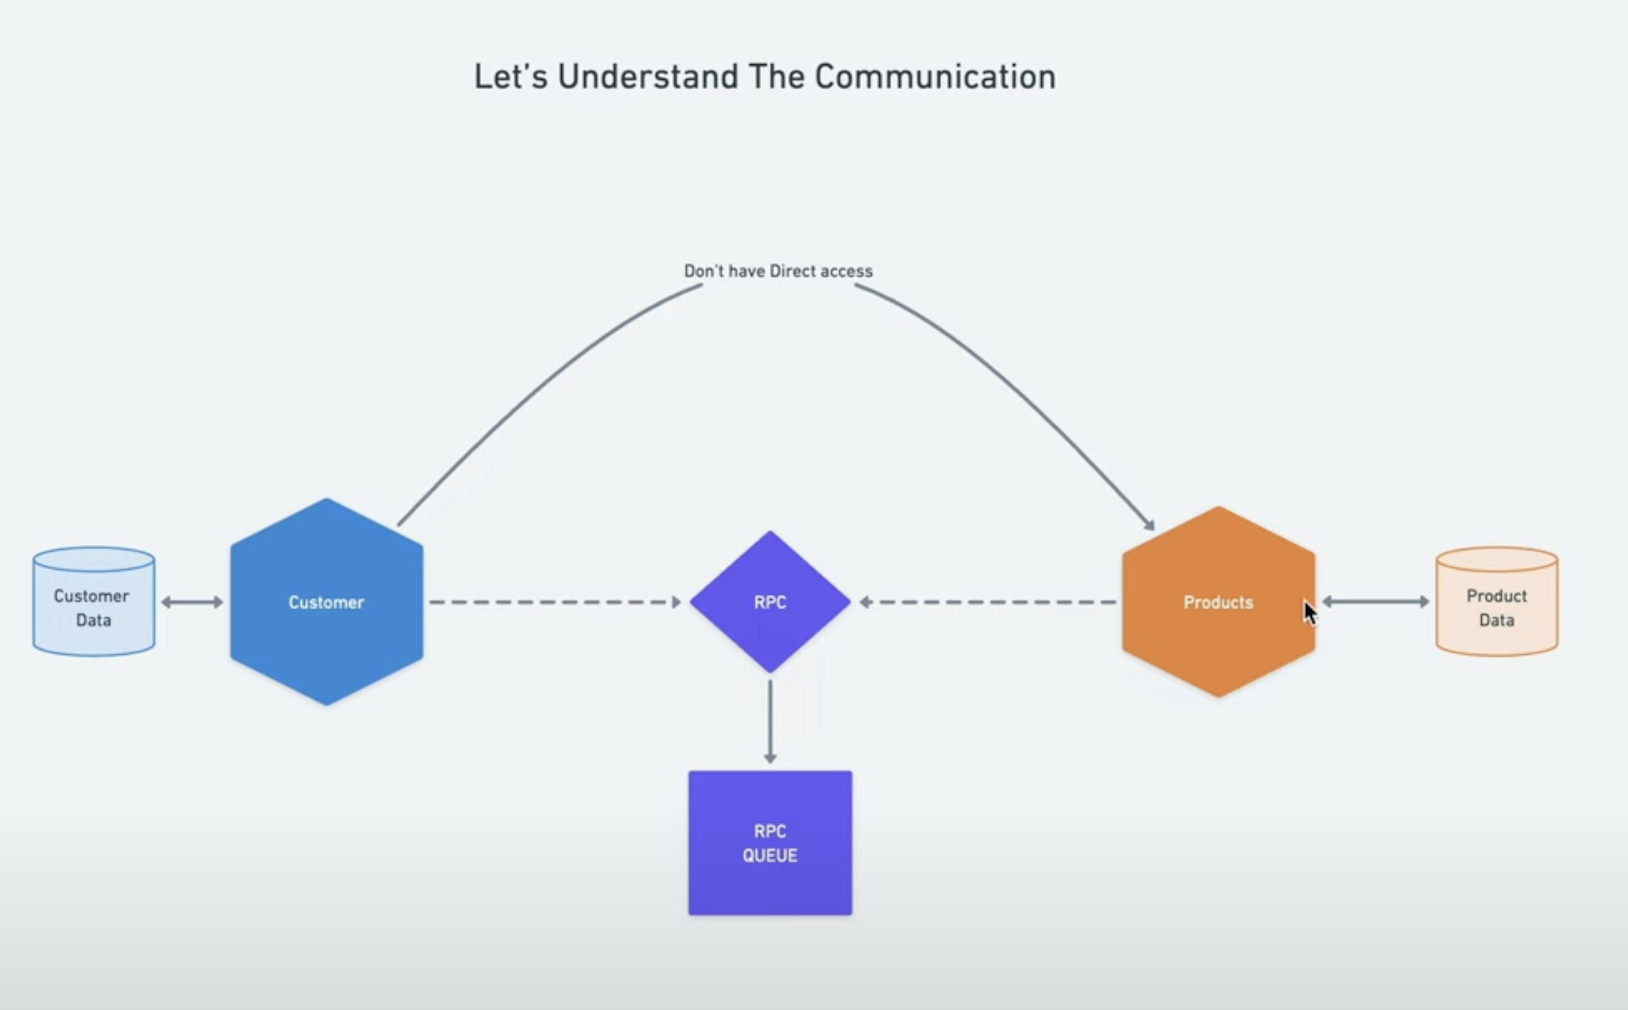 Let's Understand The Communication
Don't have Direct access
Customer
Data
Customer
RPC
Products
Product
Data
RPC
QUEUE